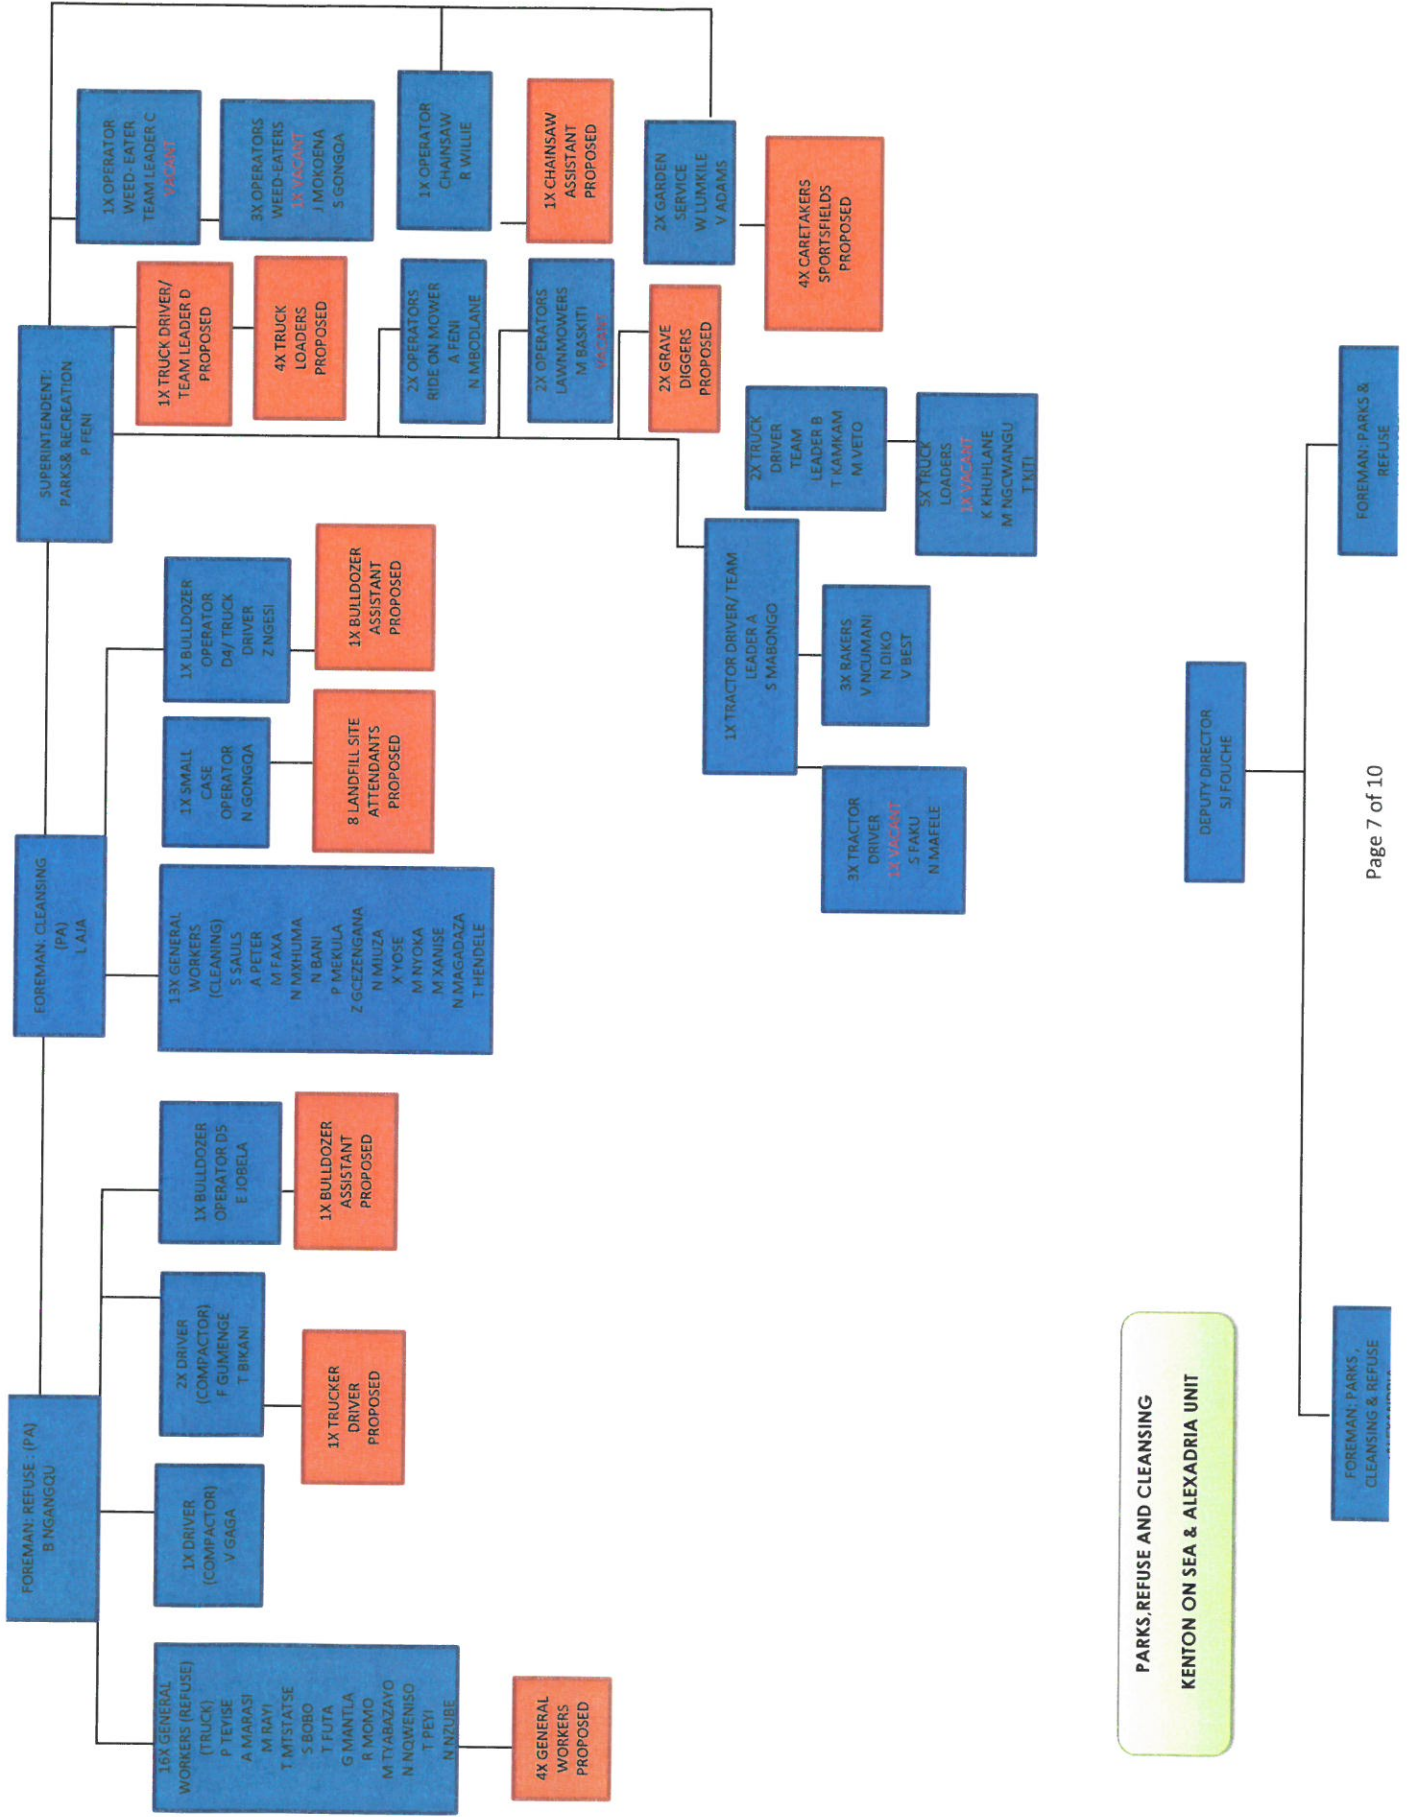 FOREMAN: REFUSE : (PA)
B NGANGQU
16X GENERAL
WORKERS (REFUSE)
(TRUCK)
P TEYISE
A MARASI
M RAYI
T MTSTATSE
S BOBO
T FUTA
G MANTLA
R MOMO
M TYABAZAYO
N NQWENISO
T PEYI
N NZUBE
4X GENERAL
WORKERS
PROPOSED
1X DRIVER
(COMPACTOR)
V GAGA
2X DRIVER
(COMPACTOR)
F GUMENGE
T BIKANI
1X TRUCKER
DRIVER
PROPOSED
1X BULLDOZER
OPERATOR D5
E JOBELA
1X BULLDOZER
ASSISTANT
PROPOSED
FOREMAN: CLEANSING
(PA)
L AJA
13X GENERAL
WORKERS
(CLEANING)
S SAULS
A PETER
M FAXA
N MXHUMA
N BANI
P MEKULA
Z GCEZENGANA
N MIUZA
X YOSE
M NYOKA
M XANISE
N MAGADAZA
T HENDELE
1X SMALL
CASE
OPERATOR
N GONGQA
8 LANDFILL SITE
ATTENDANTS
PROPOSED
1X BULLDOZER
OPERATOR
D4/ TRUCK
DRIVER
Z NGESI
1X BULLDOZER
ASSISTANT
PROPOSED
SUPERINTENDENT:
PARKS& RECREATION
P FENI
1X TRUCK DRIVER/
TEAM LEADER D
PROPOSED
4X TRUCK
LOADERS
PROPOSED
2X OPERATORS
RIDE ON MOWER
A FENI
N MBODLANE
2X OPERATORS
LAWNMOWERS
M BASKITI
VACANT
2X GRAVE
DIGGERS
PROPOSED
1X OPERATOR
WEED- EATER
TEAM LEADER C
VACANT
3X OPERATORS
WEED-EATERS
1X VACANT
J MOKOENA
S GONGQA
1X OPERATOR
CHAINSAW
R WILLIE
1X CHAINSAW
ASSISTANT
PROPOSED
2X GARDEN
SERVICE
W LUMKILE
V ADAMS
4X CARETAKERS
SPORTSFIELDS
PROPOSED
1X TRACTOR DRIVER/ TEAM
LEADER A
S MABONGO
3X TRACTOR
DRIVER
1X VACANT
S FAKU
N MAFELE
3X RAKERS
V NCUMANI
N DIKO
V BEST
2X TRUCK
DRIVER
TEAM
LEADER B
T KAMKAM
M VETO
5X TRUCK
LOADERS
1X VACANT
K KHUHLANE
M NGCWANGU
T KITI
PARKS,REFUSE AND CLEANSING
KENTON ON SEA & ALEXADRIA UNIT
DEPUTY DIRECTOR
SJ FOUCHE
FOREMAN: PARKS ,
CLEANSING & REFUSE
FOREMAN: PARKS &
REFUSE
Page 7 of 10